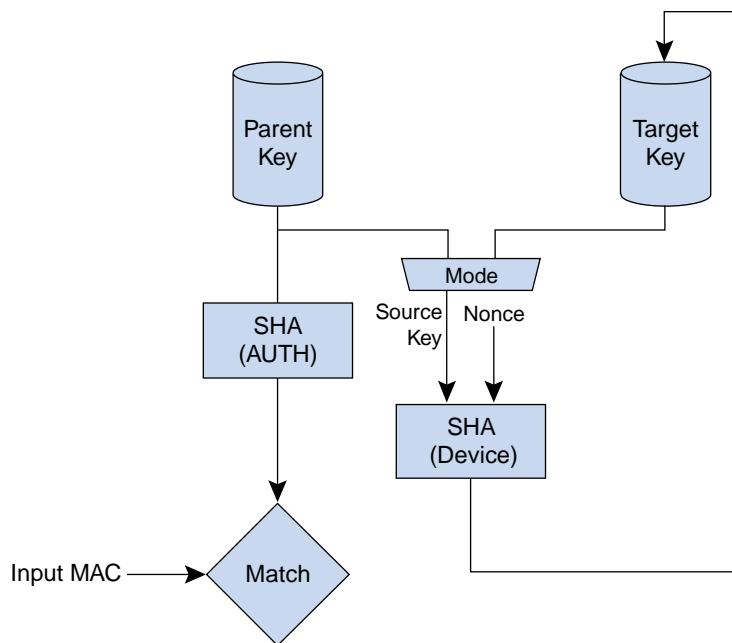 Parent
Key
Target
Key
Mode
Source
Key
Nonce
SHA
(AUTH)
SHA
(Device)
Input MAC
Match